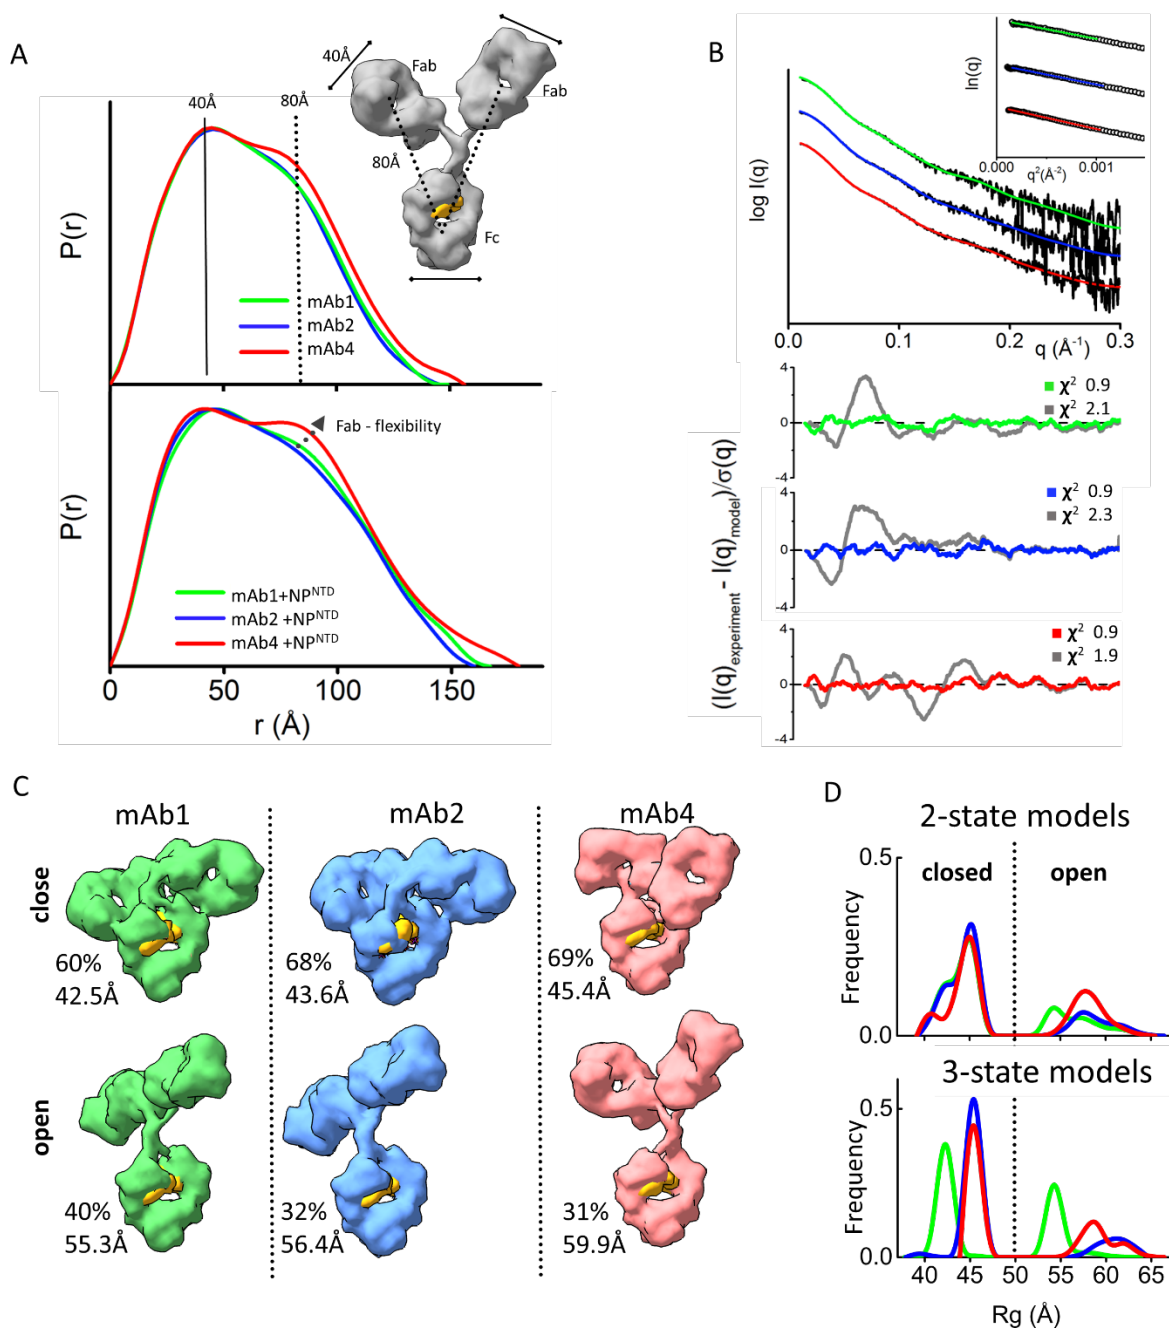 A
40Å
80Å
40Å
Fab
Fab
80Å
Fc
P(r)
mAb1
mAb2
mAb4
Fab - flexibility
P(r)
mAb1+NP^NTD
mAb2 +NP^NTD
mAb4 +NP^NTD
0 50 100 150
r (Å)
B
ln(q)
0.000 0.001
q²(Å⁻²)
log I(q)
0.0 0.1 0.2 0.3
q (Å⁻¹)
(I(q)experiment - I(q)model)/σ(q)
4
0
-4
χ² 0.9
χ² 2.1
4
0
-4
χ² 0.9
χ² 2.3
4
0
-4
χ² 0.9
χ² 1.9
C
mAb1 mAb2 mAb4
close
60%
42.5Å
68%
43.6Å
69%
45.4Å
open
40%
55.3Å
32%
56.4Å
31%
59.9Å
D
2-state models
closed open
Frequency
0.5
0.0
3-state models
Frequency
0.5
0.0
40 45 50 55 60 65
Rg (Å)